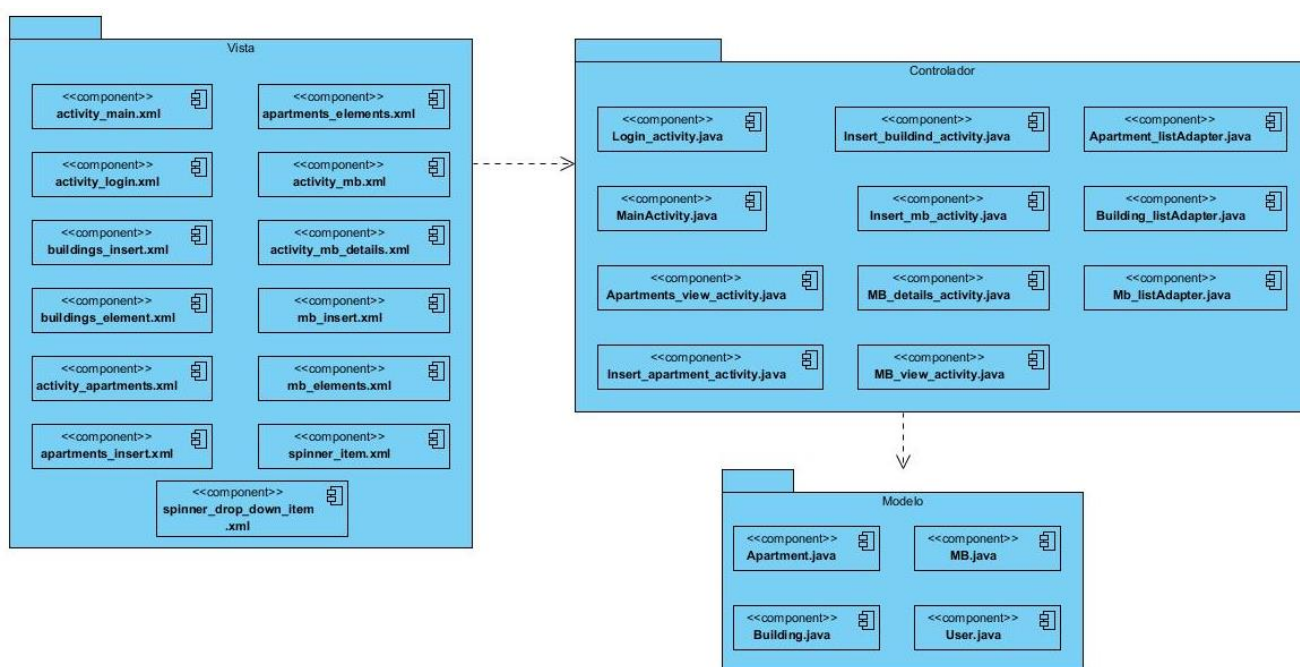 Vista
<<component>>
activity_main.xml
<<component>>
apartments_elements.xml
<<component>>
activity_login.xml
<<component>>
activity_mb.xml
<<component>>
buildings_insert.xml
<<component>>
activity_mb_details.xml
<<component>>
buildings_element.xml
<<component>>
mb_insert.xml
<<component>>
activity_apartments.xml
<<component>>
mb_elements.xml
<<component>>
apartments_insert.xml
<<component>>
spinner_item.xml
<<component>>
spinner_drop_down_item
.xml
Controlador
<<component>>
Login_activity.java
<<component>>
Insert_buildind_activity.java
<<component>>
Apartment_listAdapter.java
<<component>>
MainActivity.java
<<component>>
Insert_mb_activity.java
<<component>>
Building_listAdapter.java
<<component>>
Apartments_view_activity.java
<<component>>
MB_details_activity.java
<<component>>
Mb_listAdapter.java
<<component>>
Insert_apartment_activity.java
<<component>>
MB_view_activity.java
Modelo
<<component>>
Apartment.java
<<component>>
MB.java
<<component>>
Building.java
<<component>>
User.java